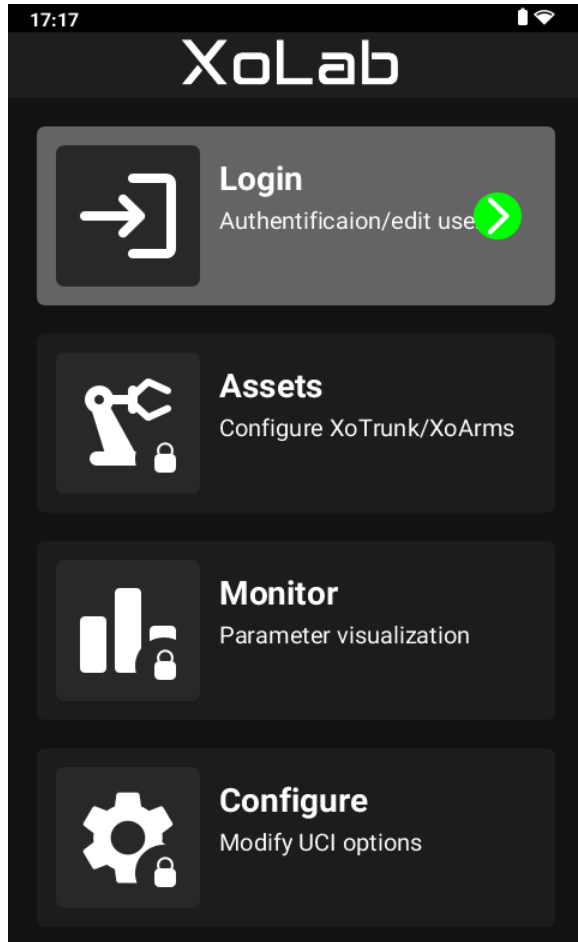 17:17
XoLab
Login
Authentificaion/edit use
Assets
Configure XoTrunk/XoArms
Monitor
Parameter visualization
Configure
Modify UCI options